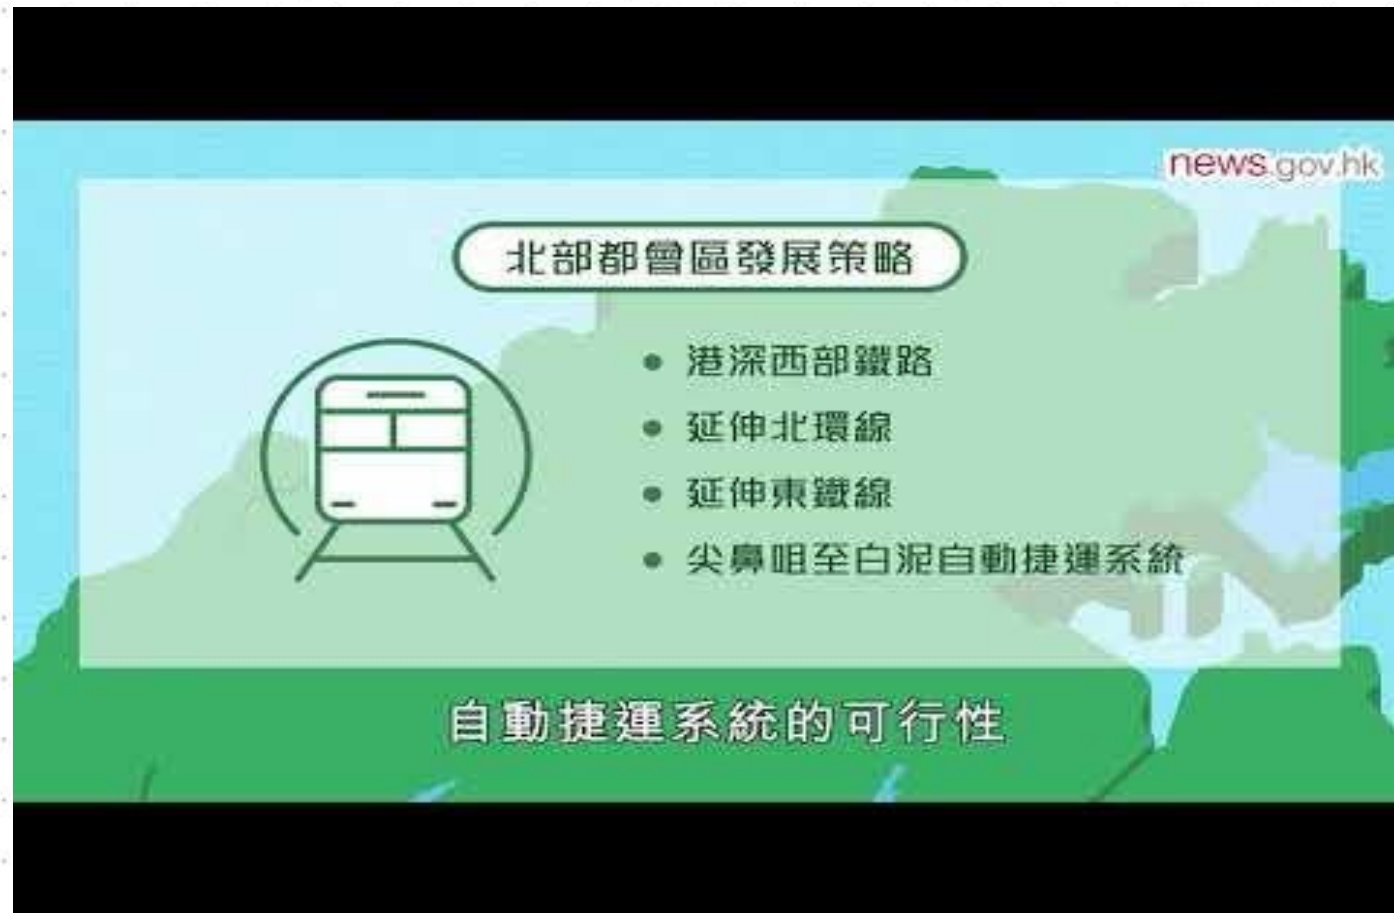 news.gov.hk
北部都會區發展策略
• 港深西部鐵路
• 延伸北環線
• 延伸東鐵線
• 尖鼻咀至白泥自動捷運系統
自動捷運系統的可行性